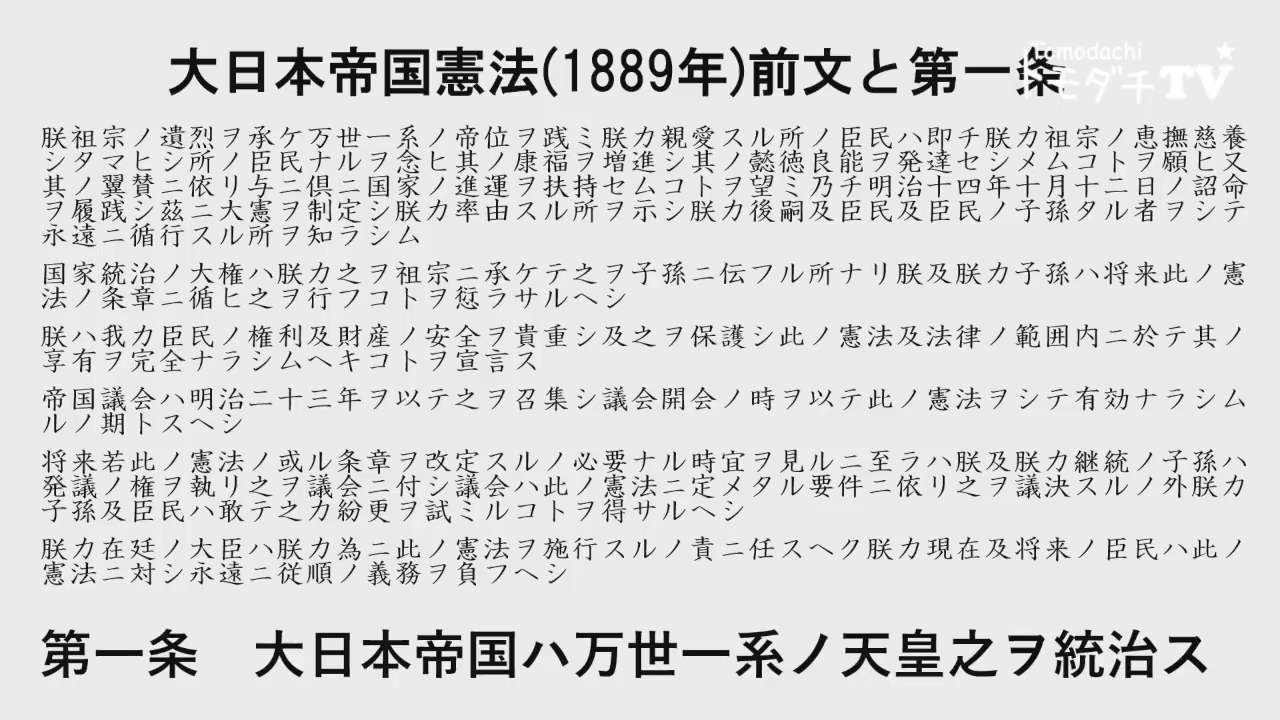 大日本帝国憲法(1889年)前文と第一条
Tomodachi
トモダチTV
朕祖宗ノ遺烈ヲ承ケ万世一系ノ帝位ヲ践ミ朕カ親愛スル所ノ臣民ハ即チ朕カ祖宗ノ恵撫慈養
シタマヒシ所ノ臣民ナルヲ念ヒ其ノ康福ヲ増進シ其ノ懿徳良能ヲ発達セシメムコトヲ願ヒ又
其ノ翼賛ニ依リ与ニ倶ニ国家ノ進運ヲ扶持セムコトヲ望ミ乃チ明治十四年十月十二日ノ詔命
ヲ履践シ茲ニ大憲ヲ制定シ朕カ率由スル所ヲ示シ朕カ後嗣及臣民及臣民ノ子孫タル者ヲシテ
永遠ニ循行スル所ヲ知ラシム
国家統治ノ大権ハ朕カ之ヲ祖宗ニ承ケテ之ヲ子孫ニ伝フル所ナリ朕及朕カ子孫ハ将来此ノ憲
法ノ条章ニ循ヒ之ヲ行フコトヲ愆ラサルヘシ
朕ハ我カ臣民ノ権利及財産ノ安全ヲ貴重シ及之ヲ保護シ此ノ憲法及法律ノ範囲内ニ於テ其ノ
享有ヲ完全ナラシムヘキコトヲ宣言ス
帝国議会ハ明治二十三年ヲ以テ之ヲ召集シ議会開会ノ時ヲ以テ此ノ憲法ヲシテ有効ナラシム
ルノ期トスヘシ
将来若此ノ憲法ノ或ル条章ヲ改定スルノ必要ナル時宜ヲ見ルニ至ラハ朕及朕カ継統ノ子孫ハ
発議ノ権ヲ執リ之ヲ議会ニ付シ議会ハ此ノ憲法ニ定メタル要件ニ依リ之ヲ議決スルノ外朕カ
子孫及臣民ハ敢テ之カ紛更ヲ試ミルコトヲ得サルヘシ
朕カ在廷ノ大臣ハ朕カ為ニ此ノ憲法ヲ施行スルノ責ニ任スヘク朕カ現在及将来ノ臣民ハ此ノ
憲法ニ対シ永遠ニ従順ノ義務ヲ負フヘシ
第一条　大日本帝国ハ万世一系ノ天皇之ヲ統治ス